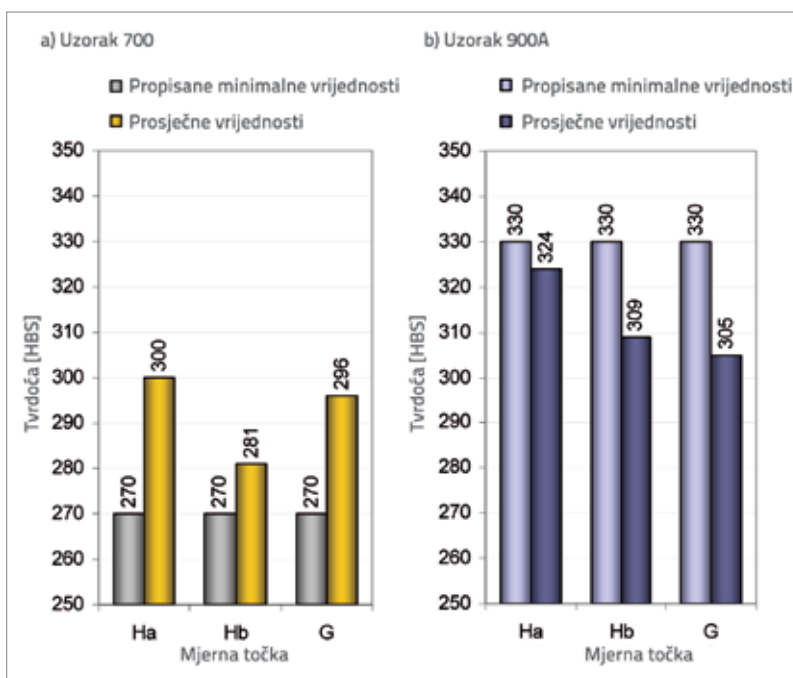 a) Uzorak 700
Propisane minimalne vrijednosti
Prosječne vrijednosti
Tvrdoća [HBS]
350
340
330
320
310
300
290
280
270
260
250
270
300
270
281
270
296
Ha
Hb
G
Mjerna točka
b) Uzorak 900A
Propisane minimalne vrijednosti
Prosječne vrijednosti
Tvrdoća [HBS]
350
340
330
320
310
300
290
280
270
260
250
330
324
330
309
330
305
Ha
Hb
G
Mjerna točka